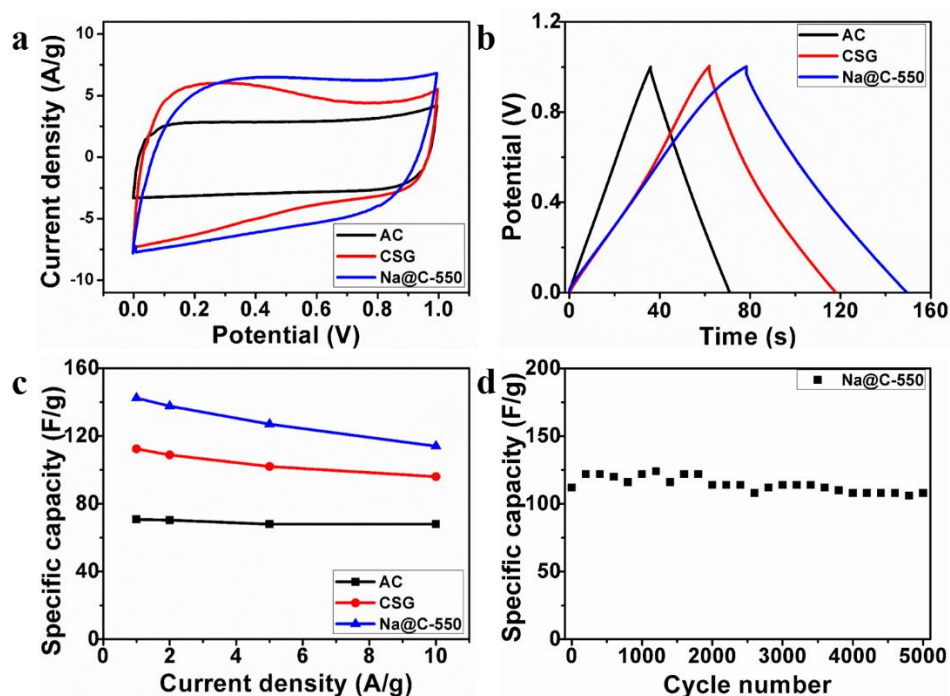 a
10
5
0
-5
-10
Current density (A/g)
AC
CSG
Na@C-550
0.0 0.2 0.4 0.6 0.8 1.0
Potential (V)
b
1.2
0.8
0.4
0.0
Potential (V)
AC
CSG
Na@C-550
0 40 80 120 160
Time (s)
c
160
120
80
40
0
Specific capacity (F/g)
AC
CSG
Na@C-550
0 2 4 6 8 10
Current density (A/g)
d
200
150
100
50
0
Specific capacity (F/g)
Na@C-550
0 1000 2000 3000 4000 5000
Cycle number